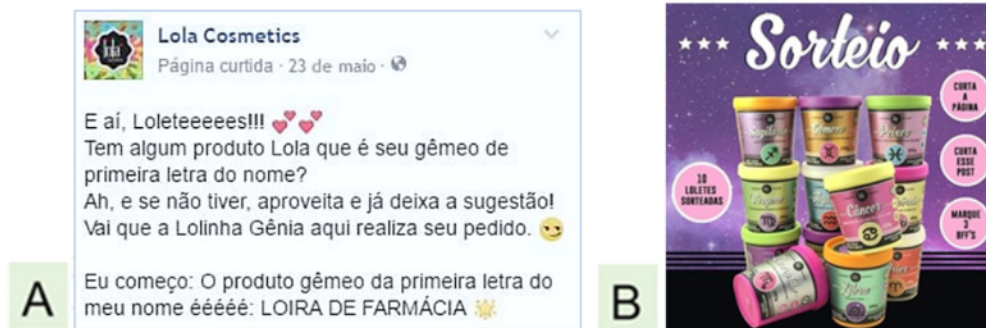 Lola Cosmetics
Página curtida · 23 de maio ·
E aí, Loleteeeees!!! 💕💕
Tem algum produto Lola que é seu gêmeo de
primeira letra do nome?
Ah, e se não tiver, aproveita e já deixa a sugestão!
Vai que a Lolinha Gênia aqui realiza seu pedido. 😏
Eu começo: O produto gêmeo da primeira letra do
meu nome ééééé: LOIRA DE FARMÁCIA 🌟
A
B
Sorteio
CURTA
A
PÁGINA
CURTA
ESSE
POST
MARQUE
3
BFF'S
10
LOLETES
SORTEADAS
Gêmeos
Peixes
Câncer